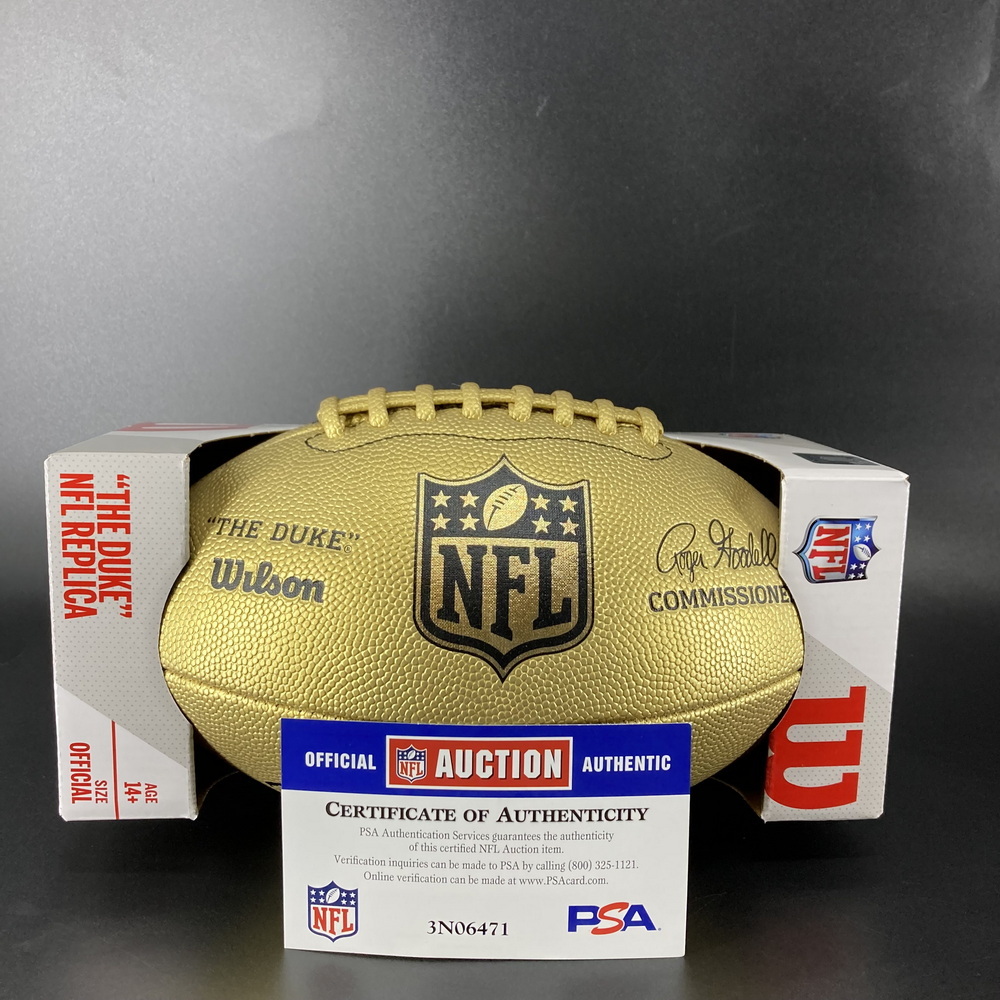 "THE DUKE"
NFL REPLICA
AGE
14+
SIZE
OFFICIAL
"THE DUKE"©
Wilson
NFL
Roger Goodell
COMMISSIONE
NFL
OFFICIAL NFL AUCTION AUTHENTIC
CERTIFICATE OF AUTHENTICITY
PSA Authentication Services guarantees the authenticity
of this certified NFL Auction item.
Verification inquiries can be made to PSA by calling (800) 325-1121.
Online verification can be made at www.PSAcard.com.
NFL
3N06471
PSA